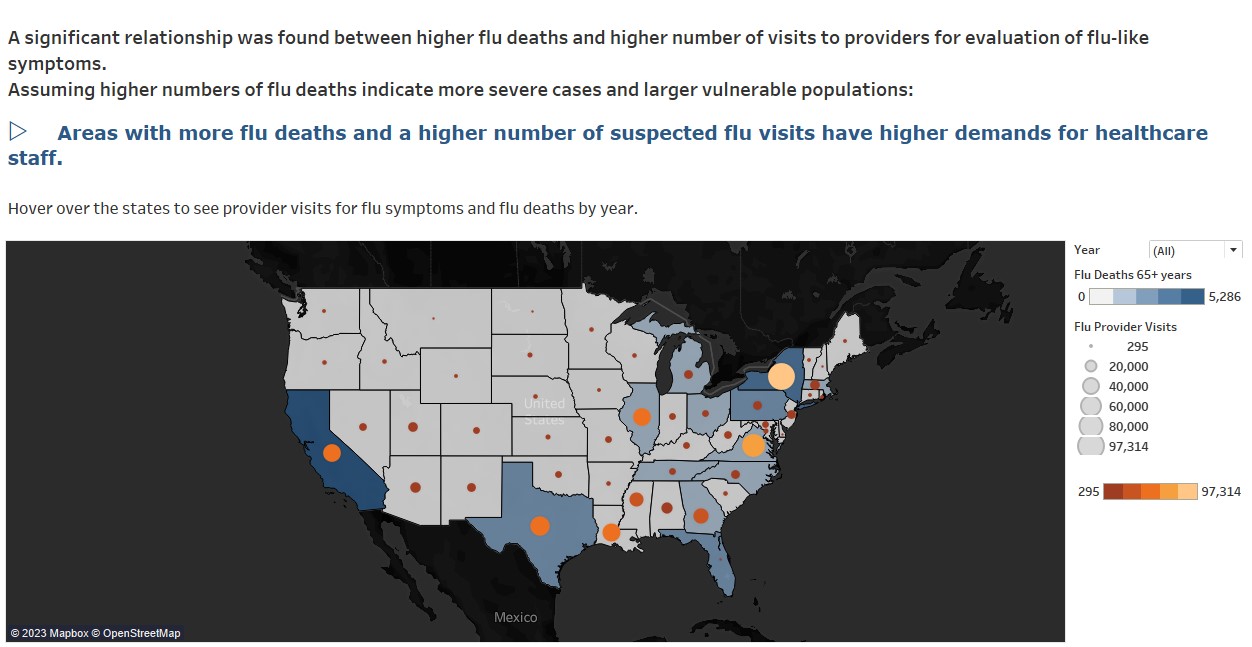 A significant relationship was found between higher flu deaths and higher number of visits to providers for evaluation of flu-like
symptoms.
Assuming higher numbers of flu deaths indicate more severe cases and larger vulnerable populations:
▷ Areas with more flu deaths and a higher number of suspected flu visits have higher demands for healthcare
staff.
Hover over the states to see provider visits for flu symptoms and flu deaths by year.
Year (All)
Flu Deaths 65+ years
0 5,286
Flu Provider Visits
295
20,000
40,000
60,000
80,000
97,314
295 97,314
United
States
Mexico
© 2023 Mapbox © OpenStreetMap